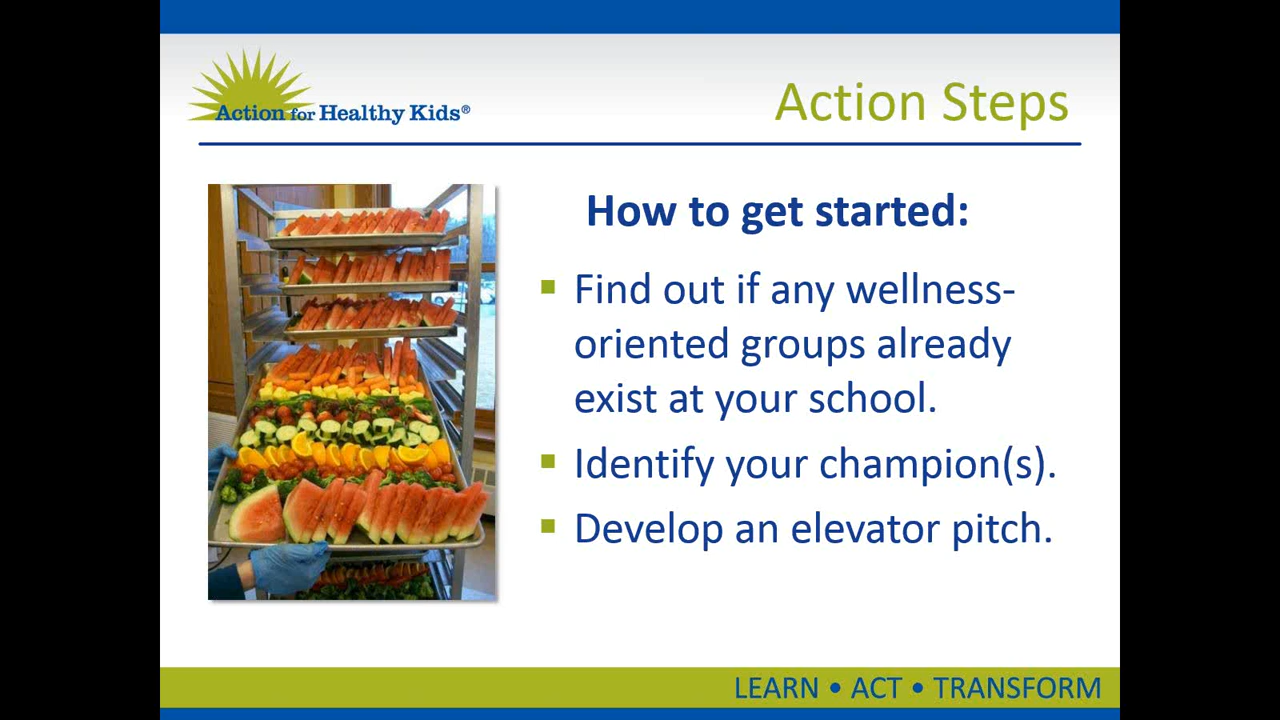 Action for Healthy Kids®
Action Steps
How to get started:
▪ Find out if any wellness-
oriented groups already
exist at your school.
▪ Identify your champion(s).
▪ Develop an elevator pitch.
LEARN • ACT • TRANSFORM